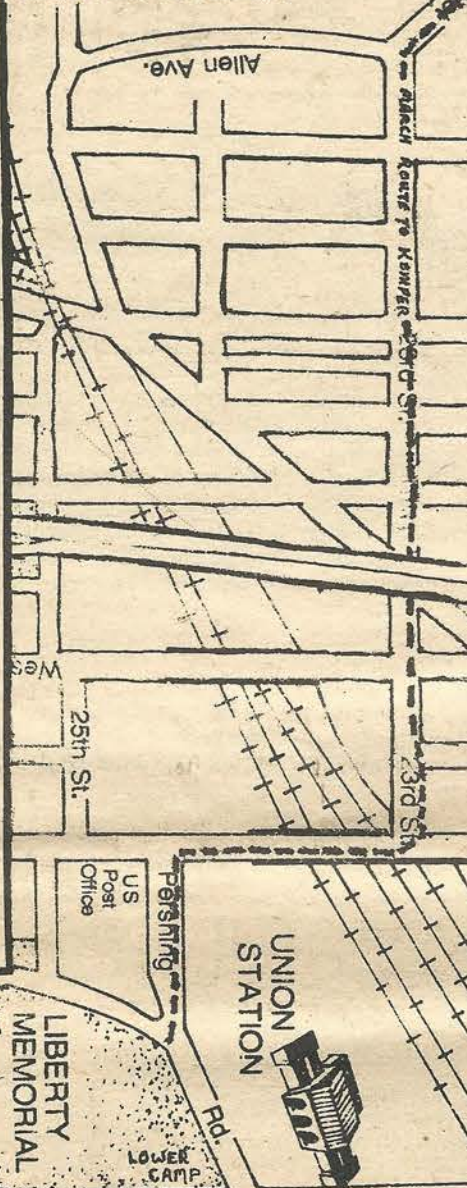 Allen Ave.
MARCH ROUTE TO KEMPER
23rd St.
Wes
25th St.
23rd St.
US
Post
Office
Pershing
Rd.
UNION
STATION
LIBERTY
MEMORIAL
LOWER
CAMP